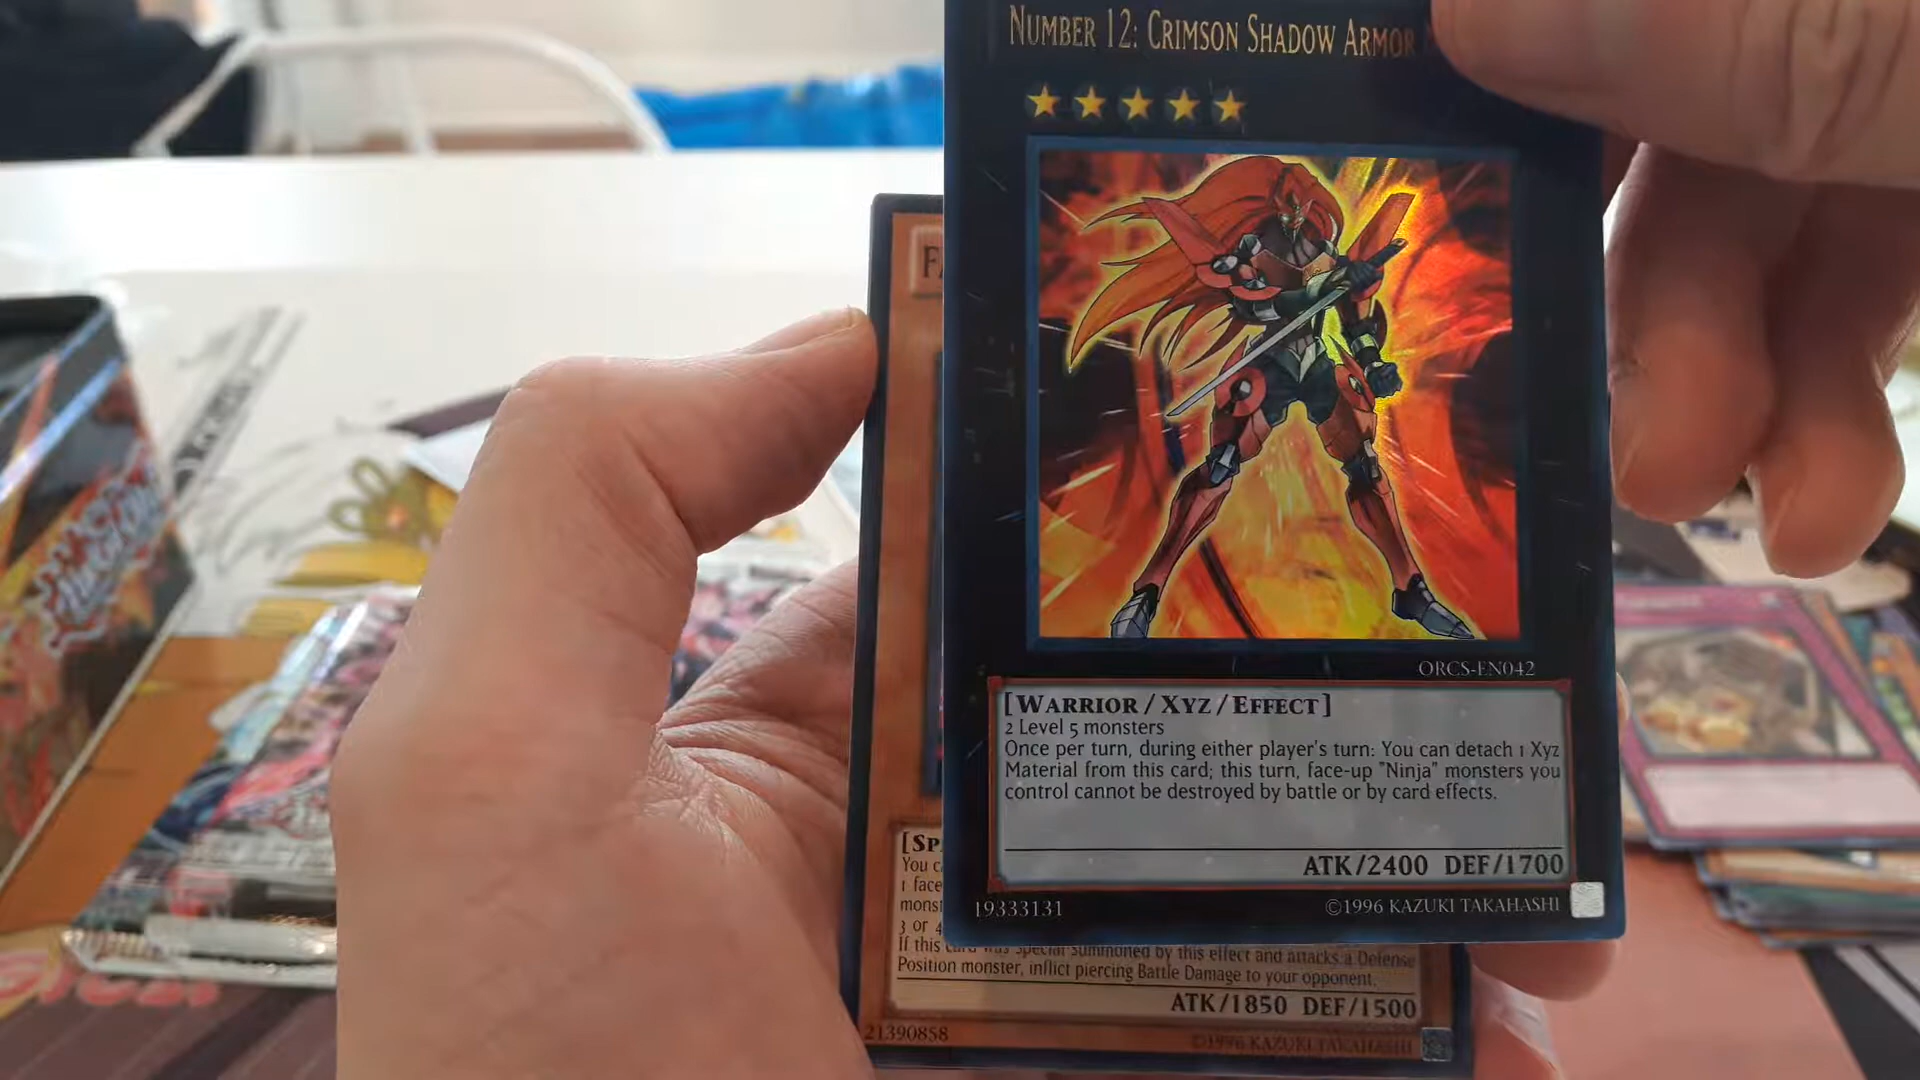 NUMBER 12: CRIMSON SHADOW ARMOR
ORCS-EN042
[WARRIOR/XYZ/EFFECT]
2 Level 5 monsters
Once per turn, during either player's turn: You can detach 1 Xyz
Material from this card; this turn, face-up "Ninja" monsters you
control cannot be destroyed by battle or by card effects.
ATK/2400 DEF/1700
19333131
©1996 KAZUKI TAKAHASHI
[SP
You c
1 face
mons
3 or 4
If this card was Special Summoned by this effect and attacks a Defense
Position monster, inflict piercing Battle Damage to your opponent.
ATK/1850 DEF/1500
21390858
©1996 KAZUKI TAKAHASHI
Yu-Gi-Oh!